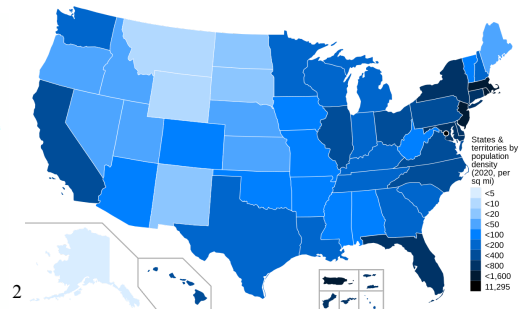 States &
territories by
population
density
(2020, per
sq mi)
<5
<10
<20
<50
<100
<200
<400
<800
<1,600
11,295
2